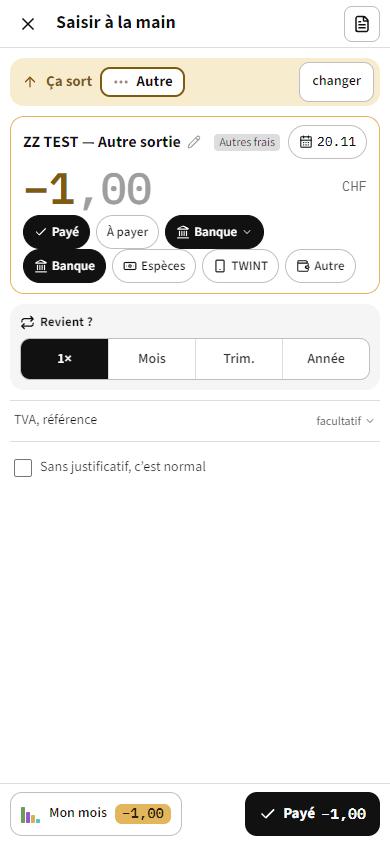 Saisir à la main
Ça sort ··· Autre changer
ZZ TEST — Autre sortie Autres frais 20.11
−1,00 CHF
Payé À payer Banque
Banque Espèces TWINT Autre
Revient ?
1× Mois Trim. Année
TVA, référence facultatif
Sans justificatif, c’est normal
Mon mois −1,00 Payé −1,00